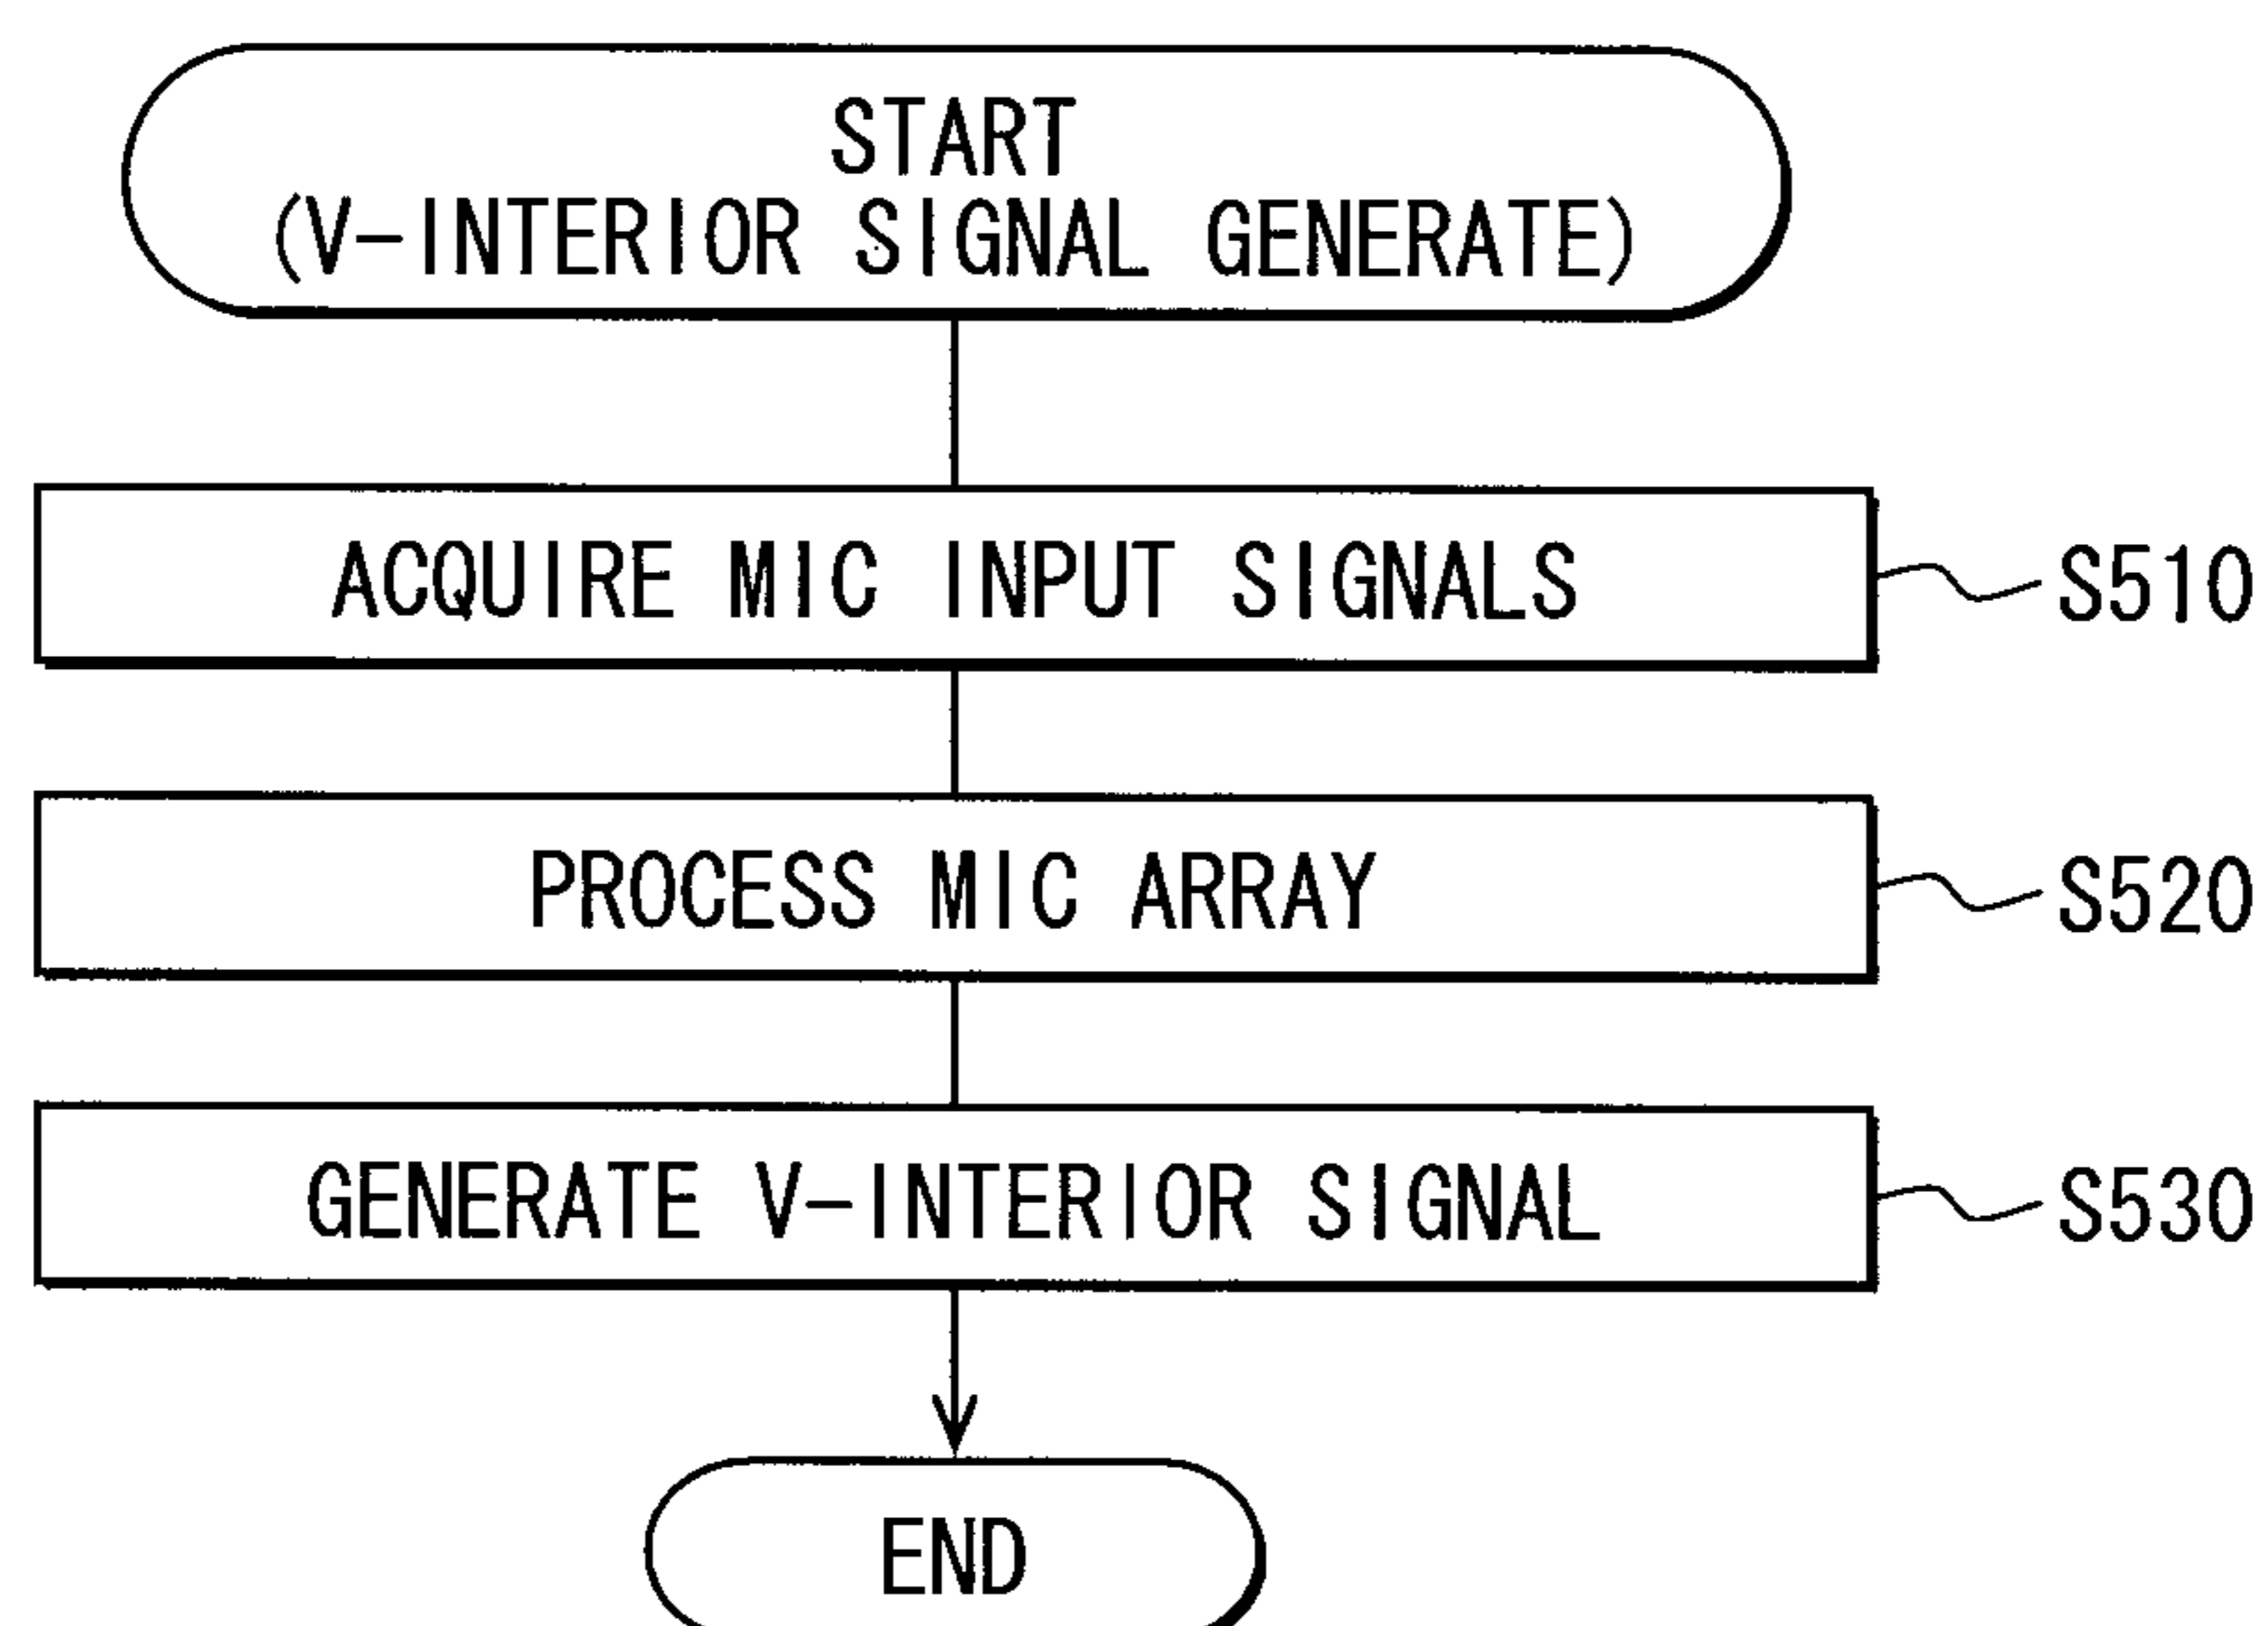 START
(V-INTERIOR SIGNAL GENERATE)
ACQUIRE MIC INPUT SIGNALS
S510
PROCESS MIC ARRAY
S520
GENERATE V-INTERIOR SIGNAL
S530
END